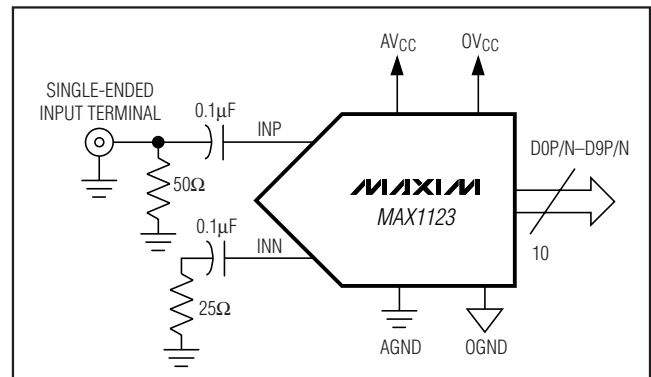 AVCC
OVCC
SINGLE-ENDED
INPUT TERMINAL
0.1μF
INP
D0P/N–D9P/N
50Ω
MAXIM
MAX1123
0.1μF
INN
10
25Ω
AGND
OGND